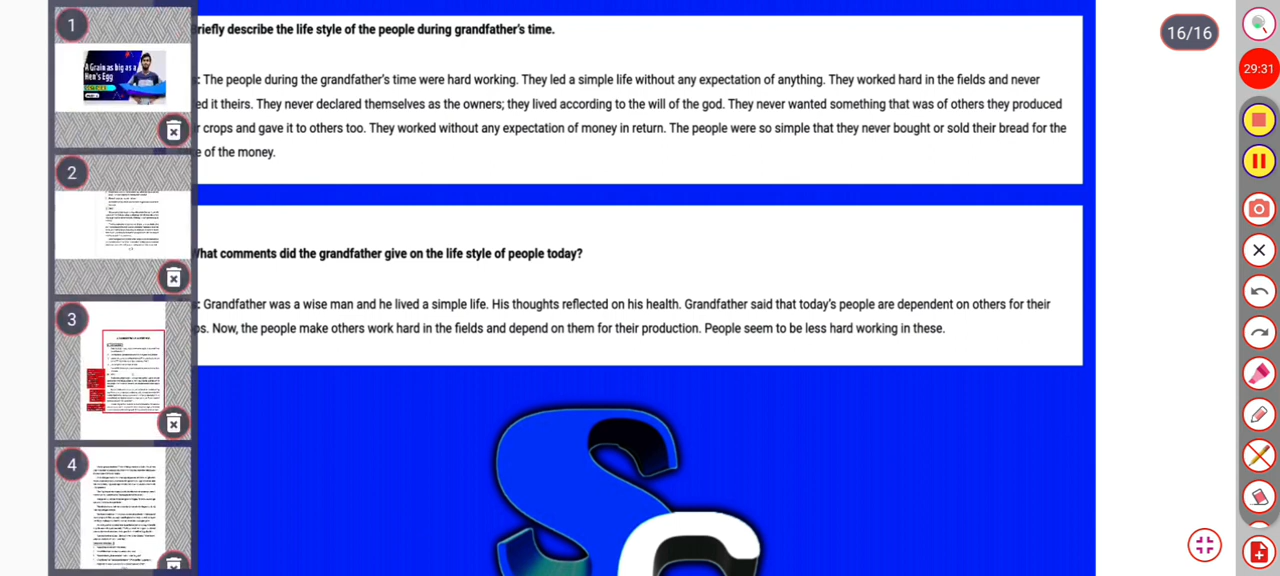 1
A Grain as big as a
Hen's Egg
2
3
4
16/16
29:31
riefly describe the life style of the people during grandfather's time.
: The people during the grandfather's time were hard working. They led a simple life without any expectation of anything. They worked hard in the fields and never
ed it theirs. They never declared themselves as the owners; they lived according to the will of the god. They never wanted something that was of others they produced
r crops and gave it to others too. They worked without any expectation of money in return. The people were so simple that they never bought or sold their bread for the
e of the money.
hat comments did the grandfather give on the life style of people today?
: Grandfather was a wise man and he lived a simple life. His thoughts reflected on his health. Grandfather said that today's people are dependent on others for their
ps. Now, the people make others work hard in the fields and depend on them for their production. People seem to be less hard working in these.